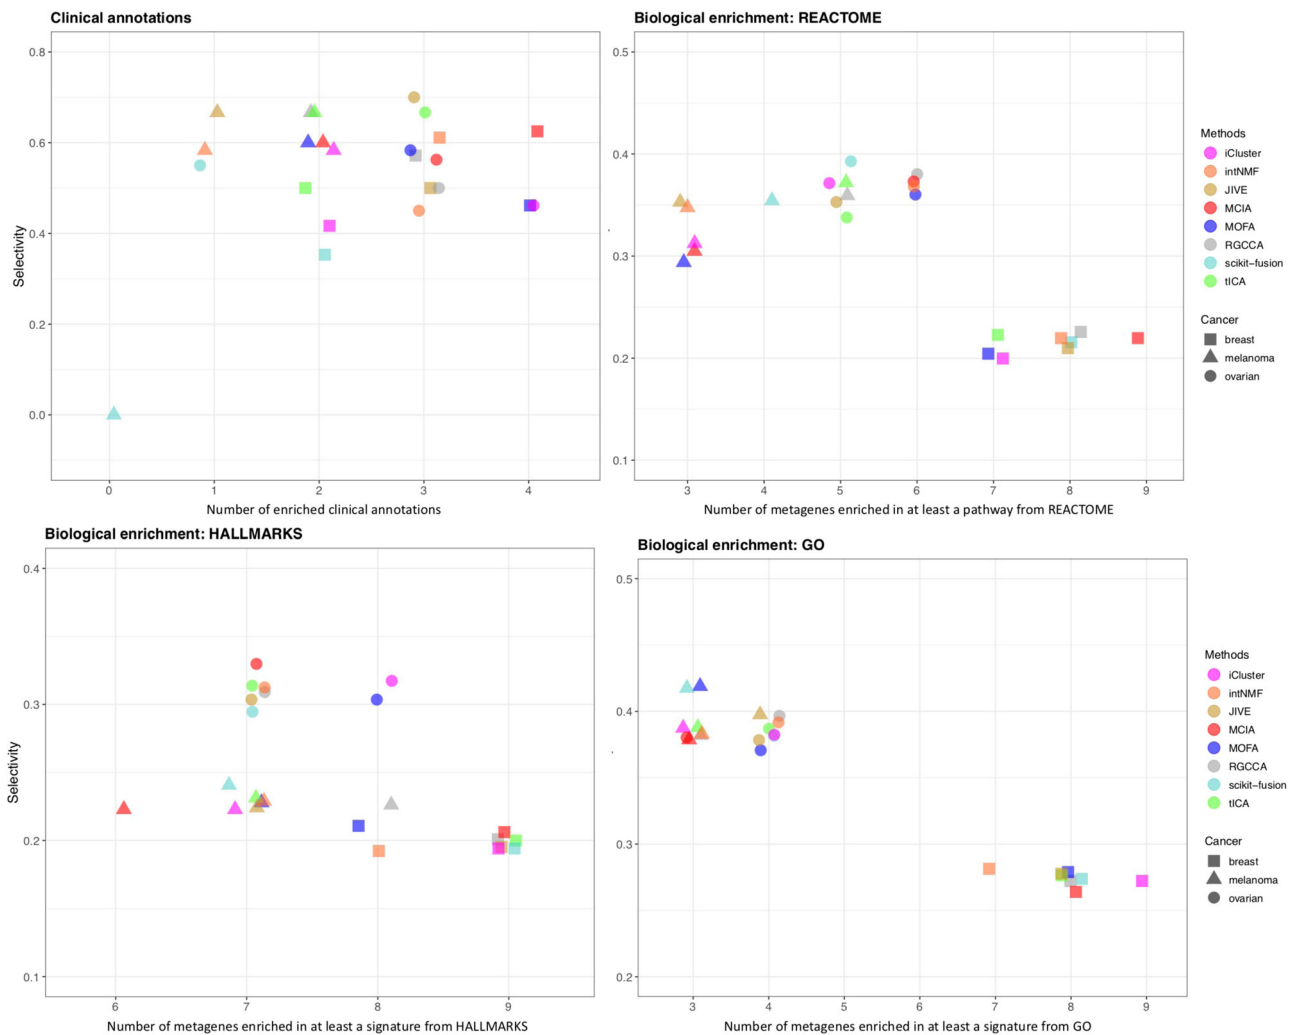 Clinical annotations
0.8
0.6
0.4
0.2
0.0
Selectivity
0 1 2 3 4
Number of enriched clinical annotations
Biological enrichment: REACTOME
0.5
0.4
0.3
0.2
0.1
3 4 5 6 7 8 9
Number of metagenes enriched in at least a pathway from REACTOME
Methods
iCluster
intNMF
JIVE
MCIA
MOFA
RGCCA
scikit-fusion
tICA
Cancer
breast
melanoma
ovarian
Biological enrichment: HALLMARKS
0.4
0.3
0.2
0.1
Selectivity
6 7 8 9
Number of metagenes enriched in at least a signature from HALLMARKS
Biological enrichment: GO
0.5
0.4
0.3
0.2
3 4 5 6 7 8 9
Number of metagenes enriched in at least a signature from GO
Methods
iCluster
intNMF
JIVE
MCIA
MOFA
RGCCA
scikit-fusion
tICA
Cancer
breast
melanoma
ovarian